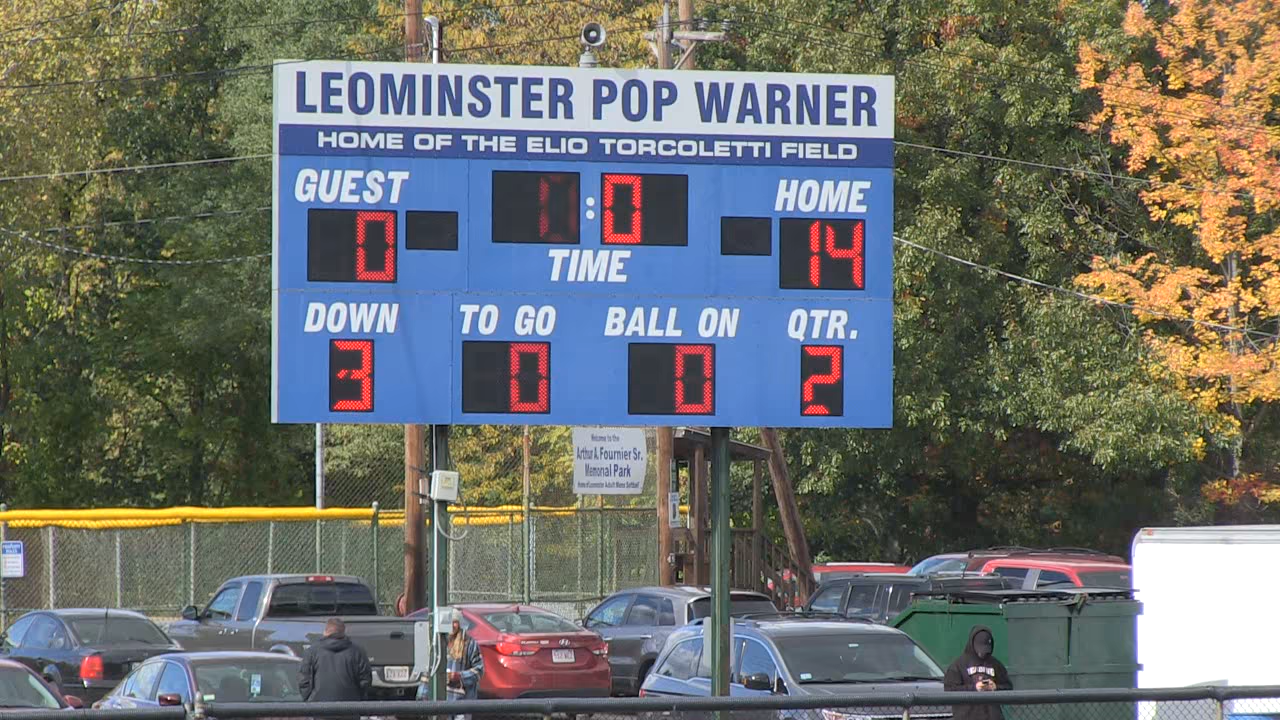 LEOMINSTER POP WARNER
HOME OF THE ELIO TORCOLETTI FIELD
GUEST HOME
0 1:0 14
TIME
DOWN TO GO BALL ON QTR.
3 0 0 2
Welcome to the
Arthur A. Fournier Sr.
Memorial Park